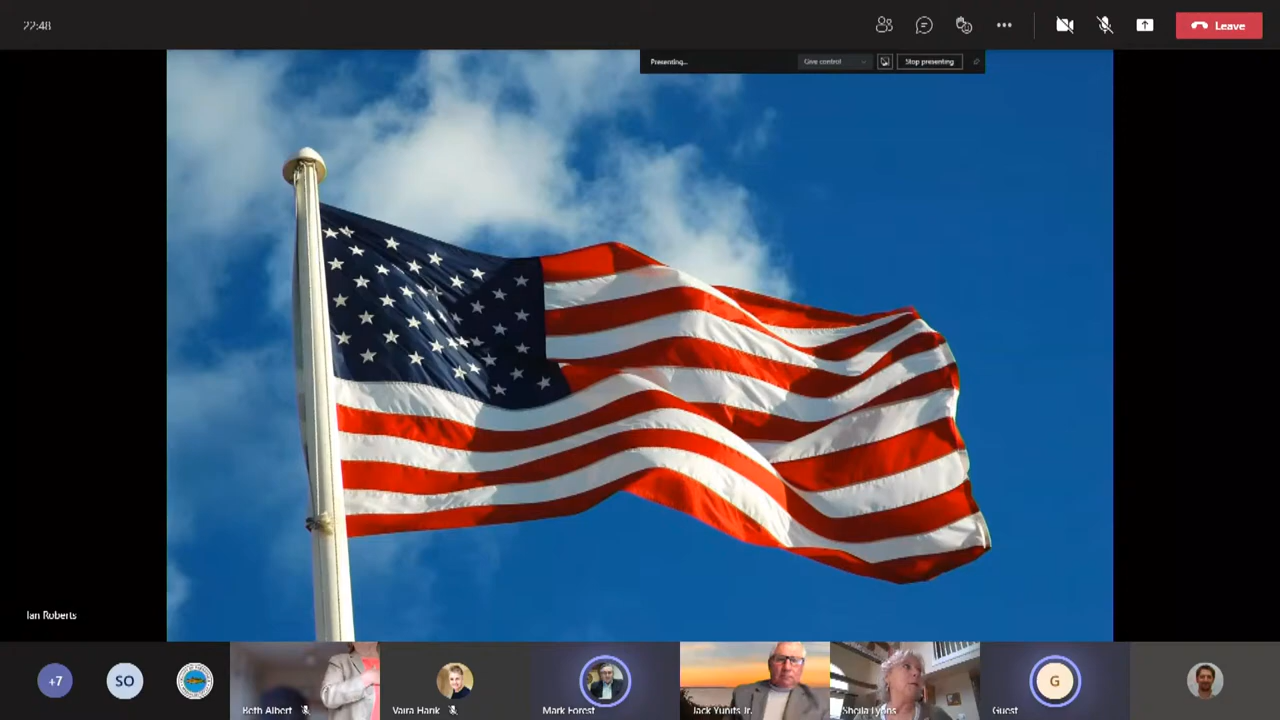 22:48
Leave
Presenting...
Give control
Stop presenting
Ian Roberts
+7
SO
Beth Albert
Vaira Hank
Mark Forest
Jack Yunits Jr.
Sheila Lyons
G
Guest